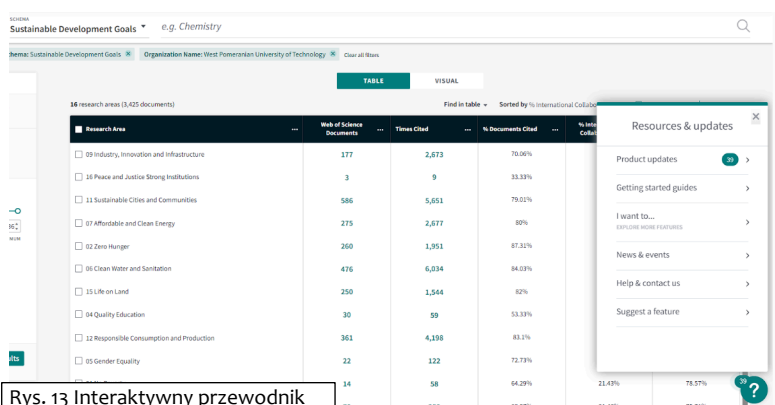 SCHEMA
Sustainable Development Goals
e.g. Chemistry
hema: Sustainable Development Goals Organization Name: West Pomeranian University of Technology Clear all filters
TABLE VISUAL
16 research areas (3,425 documents) Find in table Sorted by % International Collabo
Research Area Web of Science Documents Times Cited % Documents Cited % Inte Collab
09 Industry, Innovation and Infrastructure 177 2,673 70.06%
16 Peace and Justice Strong Institutions 3 9 33.33%
11 Sustainable Cities and Communities 586 5,651 79.01%
07 Affordable and Clean Energy 275 2,677 80%
02 Zero Hunger 260 1,951 87.31%
06 Clean Water and Sanitation 476 6,034 84.03%
15 Life on Land 250 1,544 82%
04 Quality Education 30 59 53.33%
12 Responsible Consumption and Production 361 4,198 83.1%
05 Gender Equality 22 122 72.73%
14 58 64.29% 21.43% 78.57%
MUM
lts
Resources & updates
Product updates 39
Getting started guides
I want to...
EXPLORE MORE FEATURES
News & events
Help & contact us
Suggest a feature
39
?
Rys. 13 Interaktywny przewodnik